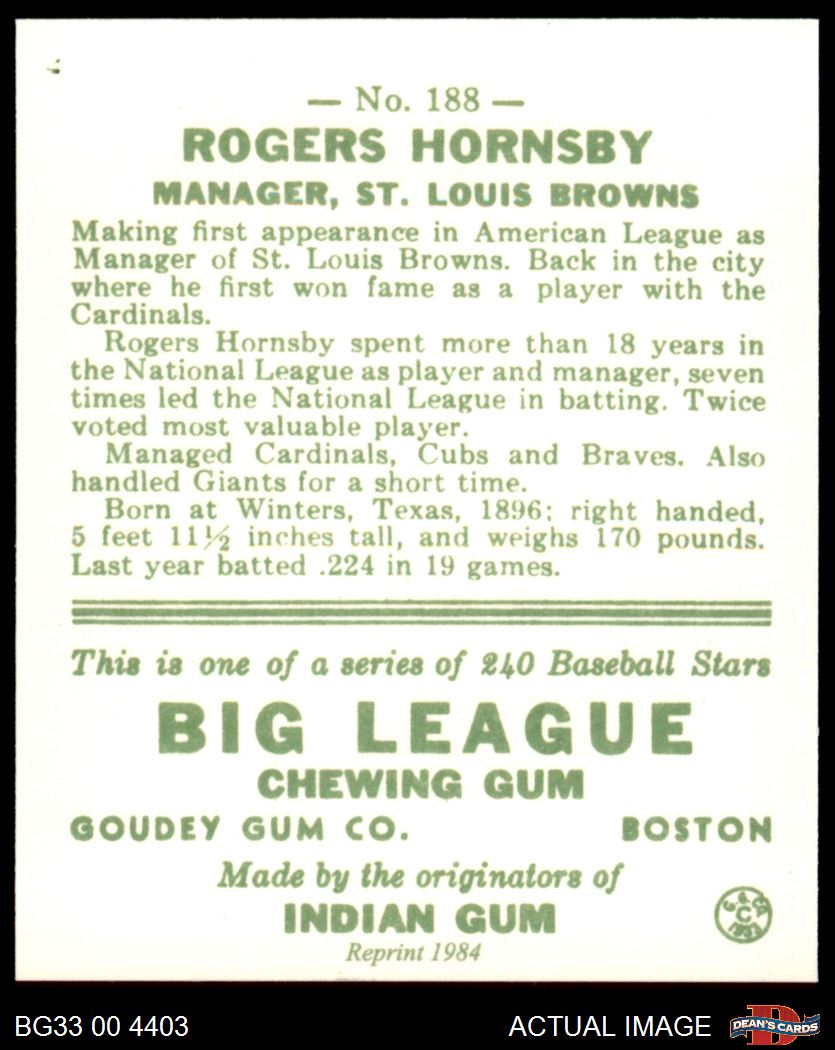 — No. 188 —
ROGERS HORNSBY
MANAGER, ST. LOUIS BROWNS
Making first appearance in American League as
Manager of St. Louis Browns. Back in the city
where he first won fame as a player with the
Cardinals.
Rogers Hornsby spent more than 18 years in
the National League as player and manager, seven
times led the National League in batting. Twice
voted most valuable player.
Managed Cardinals, Cubs and Braves. Also
handled Giants for a short time.
Born at Winters, Texas, 1896; right handed,
5 feet 11½ inches tall, and weighs 170 pounds.
Last year batted .224 in 19 games.
This is one of a series of 240 Baseball Stars
BIG LEAGUE
CHEWING GUM
GOUDEY GUM CO. BOSTON
Made by the originators of
INDIAN GUM
Reprint 1984
BG33 00 4403 ACTUAL IMAGE DEAN'S CARDS